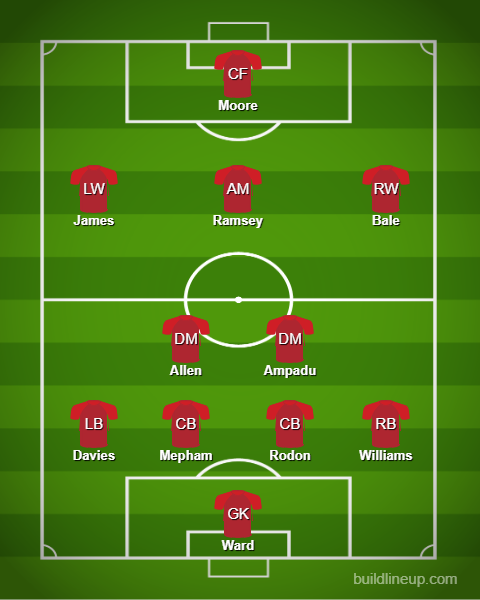 CF
Moore
LW AM RW
James Ramsey Bale
DM DM
Allen Ampadu
LB CB CB RB
Davies Mepham Rodon Williams
GK
Ward
buildlineup.com